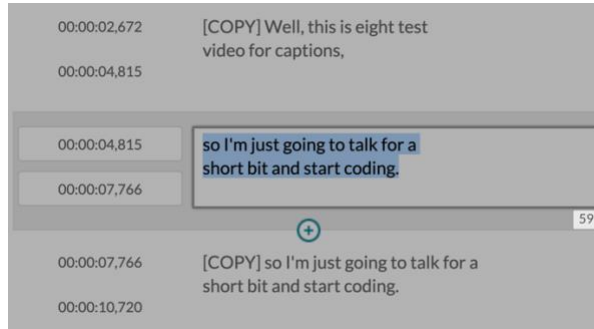 00:00:02,672
[COPY] Well, this is eight test
video for captions,
00:00:04,815
00:00:04,815
so I'm just going to talk for a
short bit and start coding.
00:00:07,766
59
00:00:07,766
[COPY] so I'm just going to talk for a
short bit and start coding.
00:00:10,720